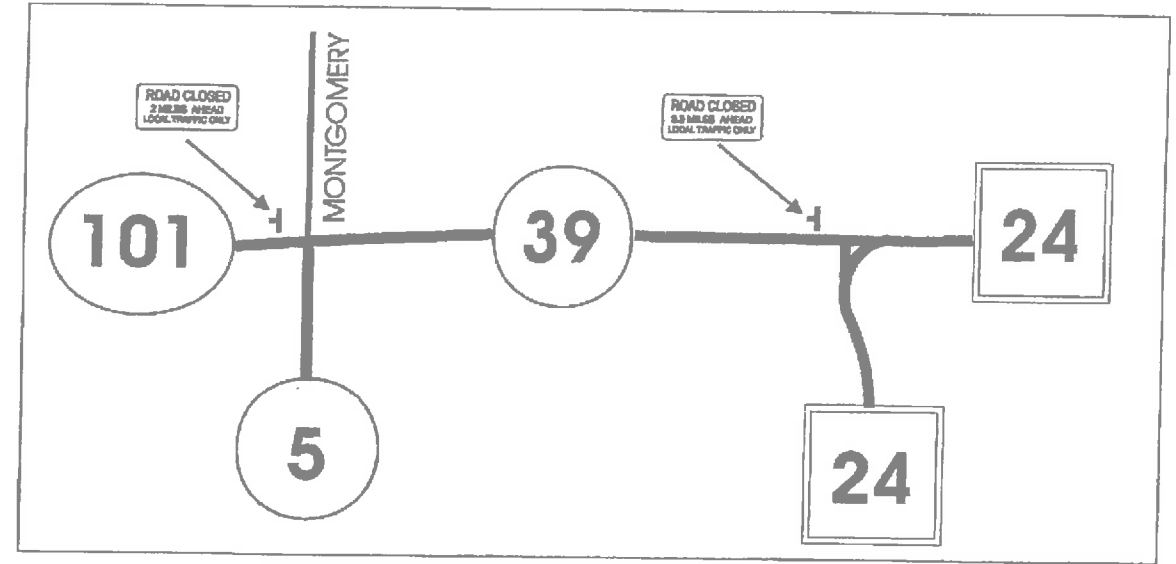 ROAD CLOSED
2 MILES AHEAD
LOCAL TRAFFIC ONLY
MONTGOMERY
ROAD CLOSED
MILES AHEAD
LOCAL TRAFFIC ONLY
101
39
24
5
24